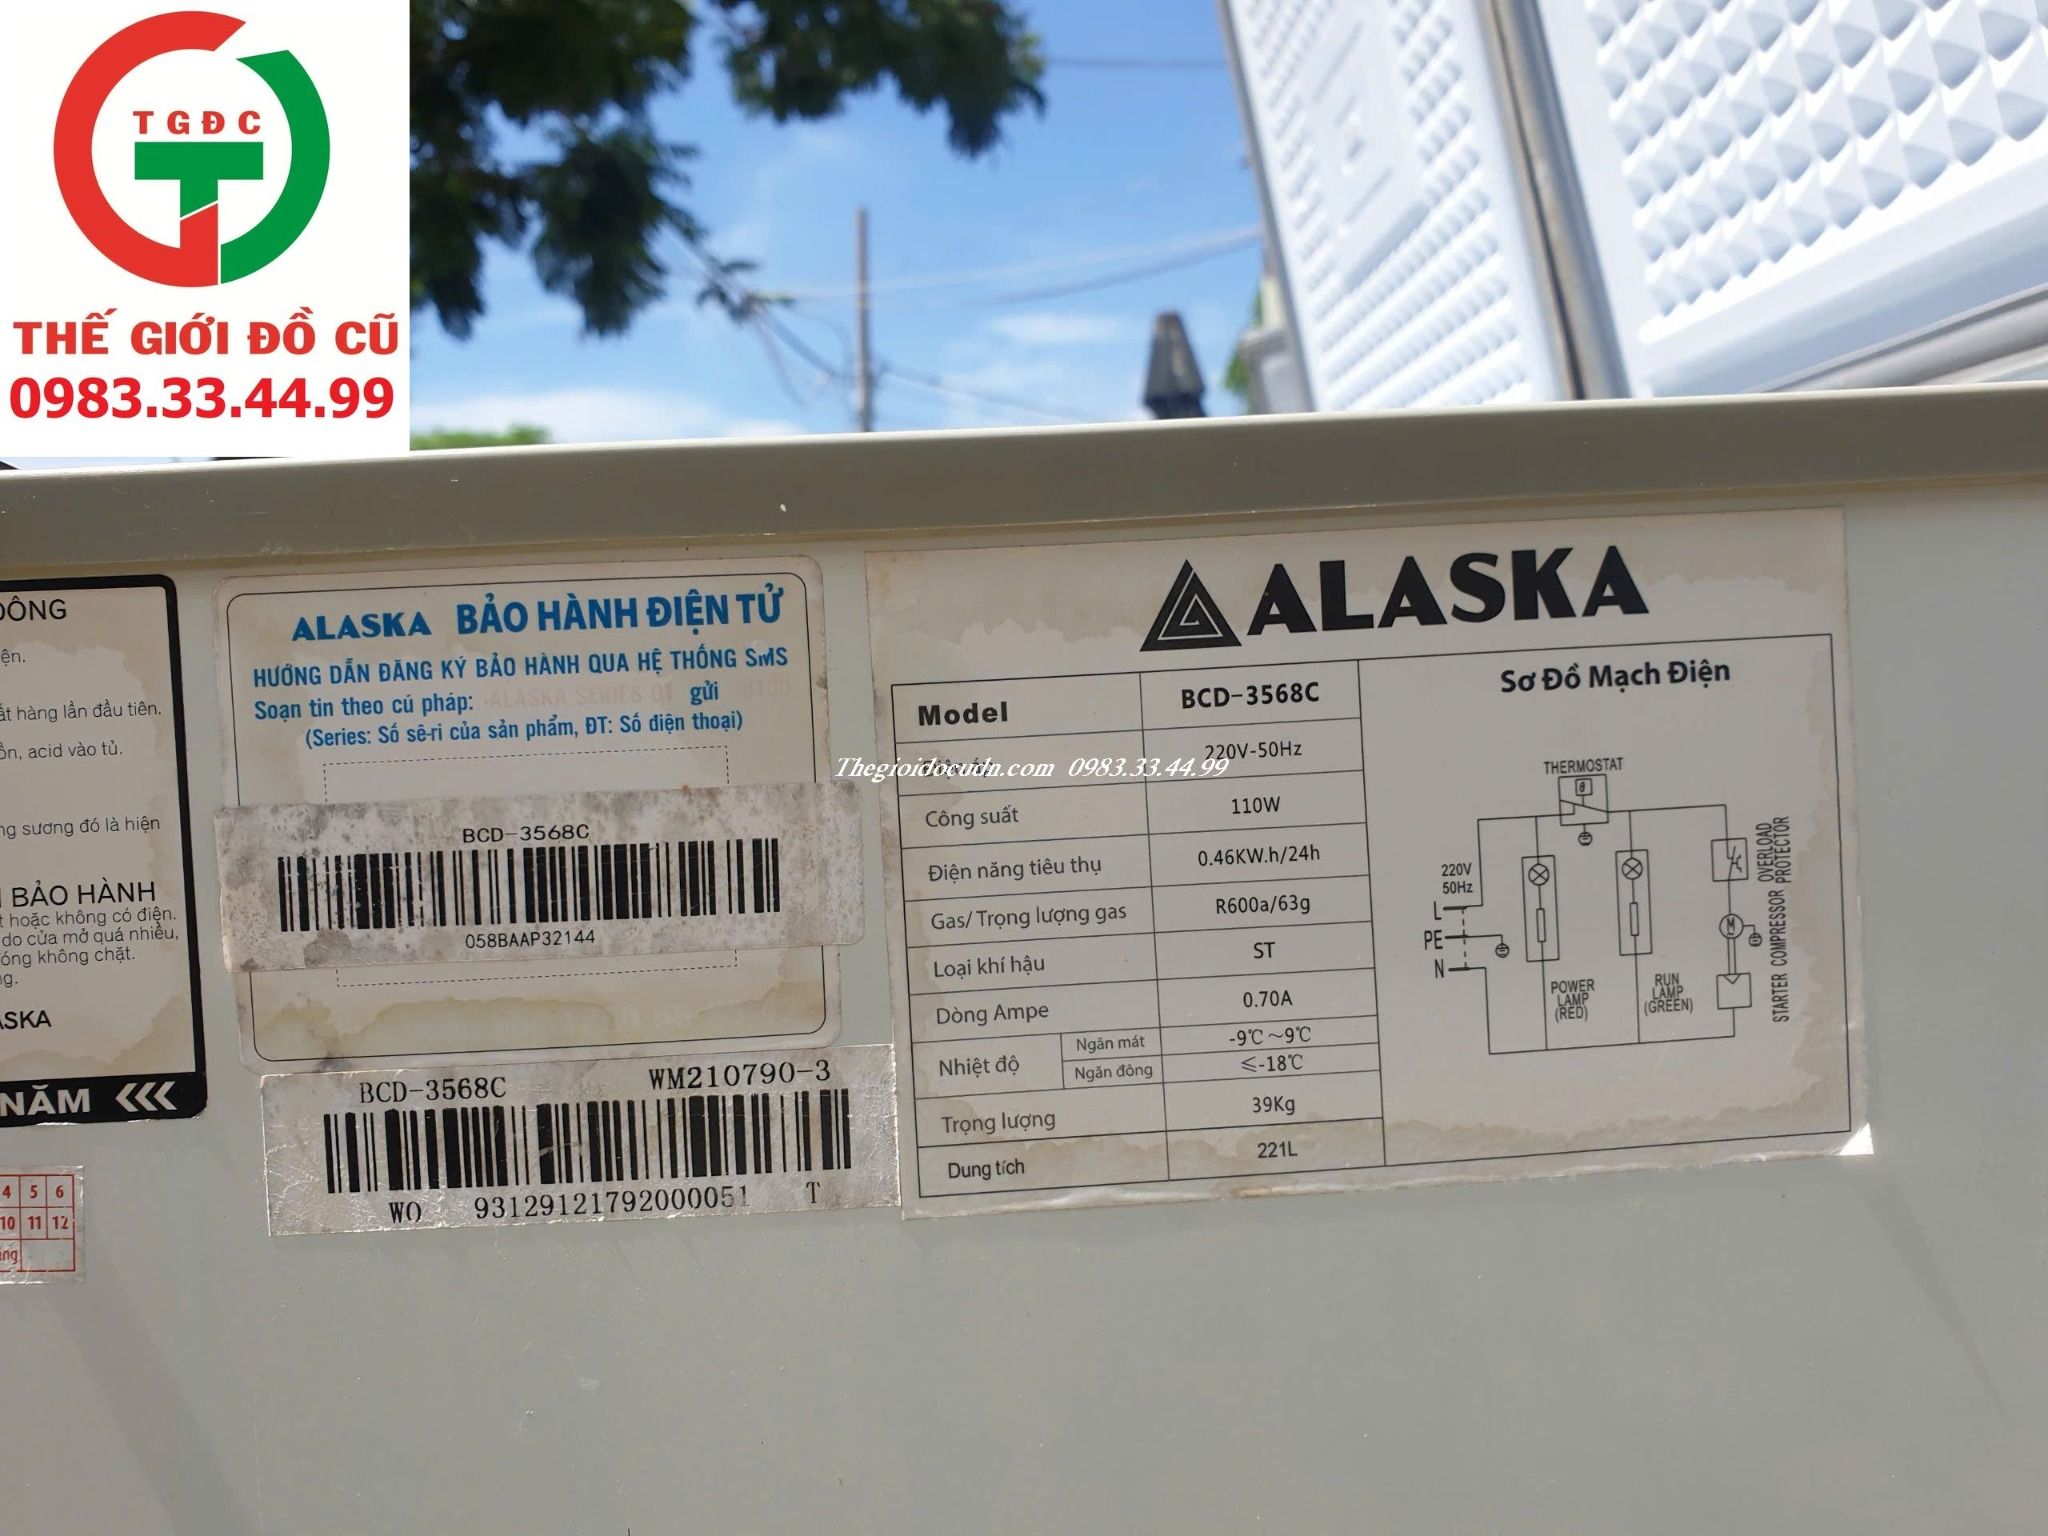 TGĐC
THẾ GIỚI ĐỒ CŨ
0983.33.44.99
ĐÔNG
ện.
ất hàng lần đầu tiên.
ồn, acid vào tủ.
ng sương đó là hiện
BẢO HÀNH
t hoặc không có điện.
do cửa mở quá nhiều,
óng không chặt.
g.
ASKA
NĂM
4 5 6
10 11 12
áng
ALASKA BẢO HÀNH ĐIỆN TỬ
HƯỚNG DẪN ĐĂNG KÝ BẢO HÀNH QUA HỆ THỐNG SMS
Soạn tin theo cú pháp: ALASKA SERIES ĐT gửi
(Series: Số sê-ri của sản phẩm, ĐT: Số điện thoại)
BCD-3568C
058BAAP32144
BCD-3568C WM210790-3
WO 93129121792000051 T
Thegioidocudn.com 0983.33.44.99
ALASKA
Model BCD-3568C
220V-50Hz
Công suất 110W
Điện năng tiêu thụ 0.46KW.h/24h
Gas/ Trọng lượng gas R600a/63g
Loại khí hậu ST
Dòng Ampe 0.70A
Nhiệt độ Ngăn mát -9℃~9℃
Ngăn đông ≤-18℃
Trọng lượng 39Kg
Dung tích 221L
Sơ Đồ Mạch Điện
THERMOSTAT
220V
50Hz
L
PE
N
θ
M
POWER
LAMP
(RED)
RUN
LAMP
(GREEN)
OVERLOAD
PROTECTOR
STARTER COMPRESSOR